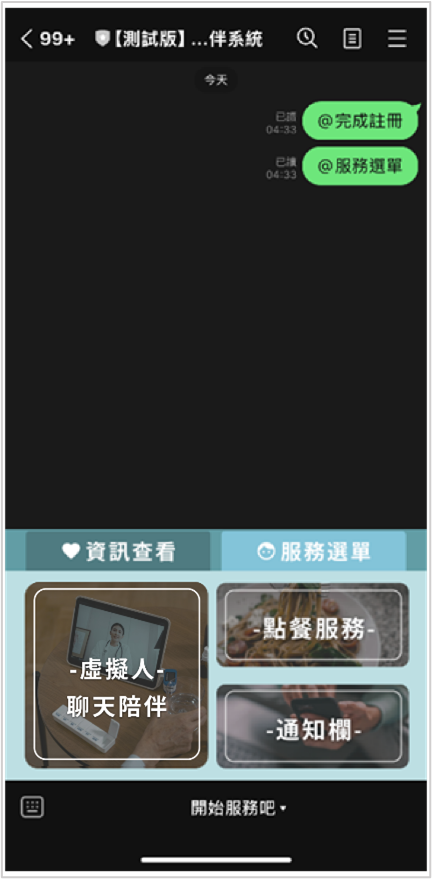 99+ 【測試版】...伴系統
今天
已讀
04:33
@完成註冊
已讀
04:33
@服務選單
資訊查看
服務選單
-虛擬人-
聊天陪伴
-點餐服務-
-通知欄-
開始服務吧▾